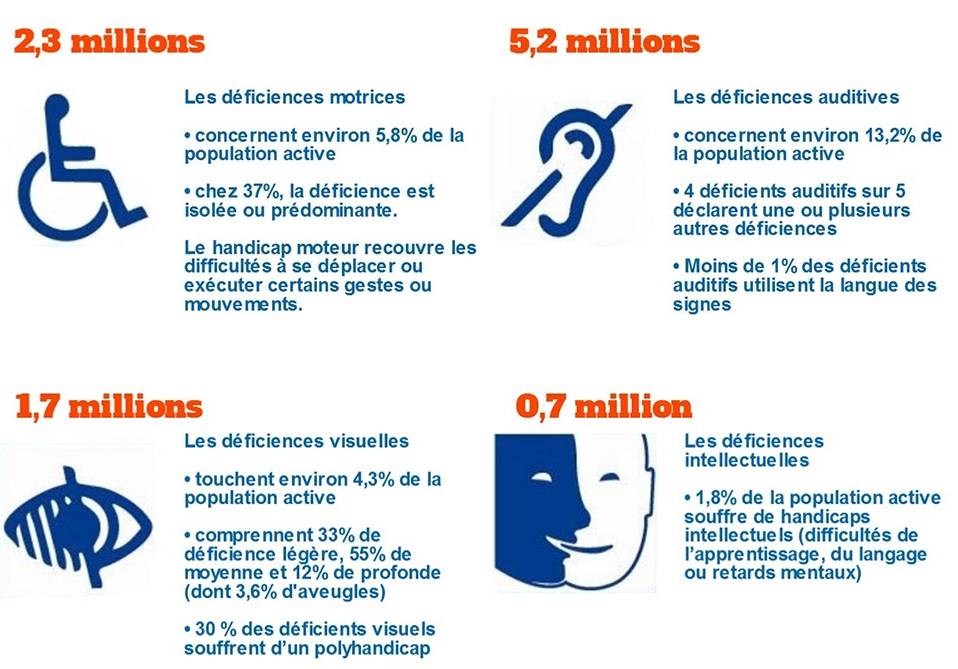 2,3 millions
Les déficiences motrices
• concernent environ 5,8% de la
population active
• chez 37%, la déficience est
isolée ou prédominante.
Le handicap moteur recouvre les
difficultés à se déplacer ou
exécuter certains gestes ou
mouvements.
5,2 millions
Les déficiences auditives
• concernent environ 13,2% de
la population active
• 4 déficients auditifs sur 5
déclarent une ou plusieurs
autres déficiences
• Moins de 1% des déficients
auditifs utilisent la langue des
signes
1,7 millions
Les déficiences visuelles
• touchent environ 4,3% de la
population active
• comprennent 33% de
déficience légère, 55% de
moyenne et 12% de profonde
(dont 3,6% d'aveugles)
• 30 % des déficients visuels
souffrent d’un polyhandicap
0,7 million
Les déficiences
intellectuelles
• 1,8% de la population active
souffre de handicaps
intellectuels (difficultés de
l’apprentissage, du langage
ou retards mentaux)